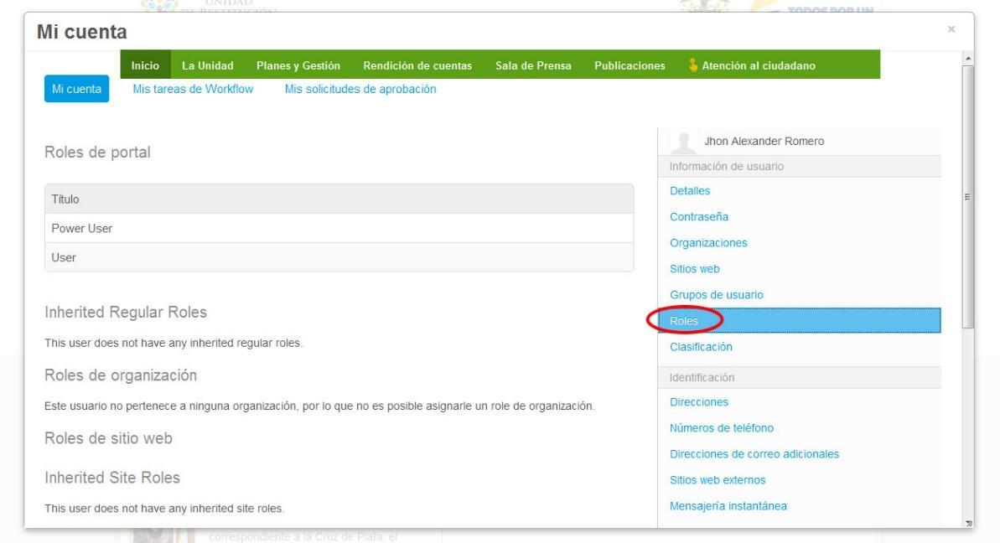 UNIDAD
DE RESTITUCIÓN
TODOS POR UN
Mi cuenta
×
Inicio La Unidad Planes y Gestión Rendición de cuentas Sala de Prensa Publicaciones Atención al ciudadano
Mi cuenta Mis tareas de Workflow Mis solicitudes de aprobación
Roles de portal
Título
Power User
User
Inherited Regular Roles
This user does not have any inherited regular roles.
Roles de organización
Este usuario no pertenece a ninguna organización, por lo que no es posible asignarle un role de organización.
Roles de sitio web
Inherited Site Roles
This user does not have any inherited site roles.
Jhon Alexander Romero
Información de usuario
Detalles
Contraseña
Organizaciones
Sitios web
Grupos de usuario
Roles
Clasificación
Identificación
Direcciones
Números de teléfono
Direcciones de correo adicionales
Sitios web externos
Mensajería instantánea
correspondiente a la Cruz de Plata, el